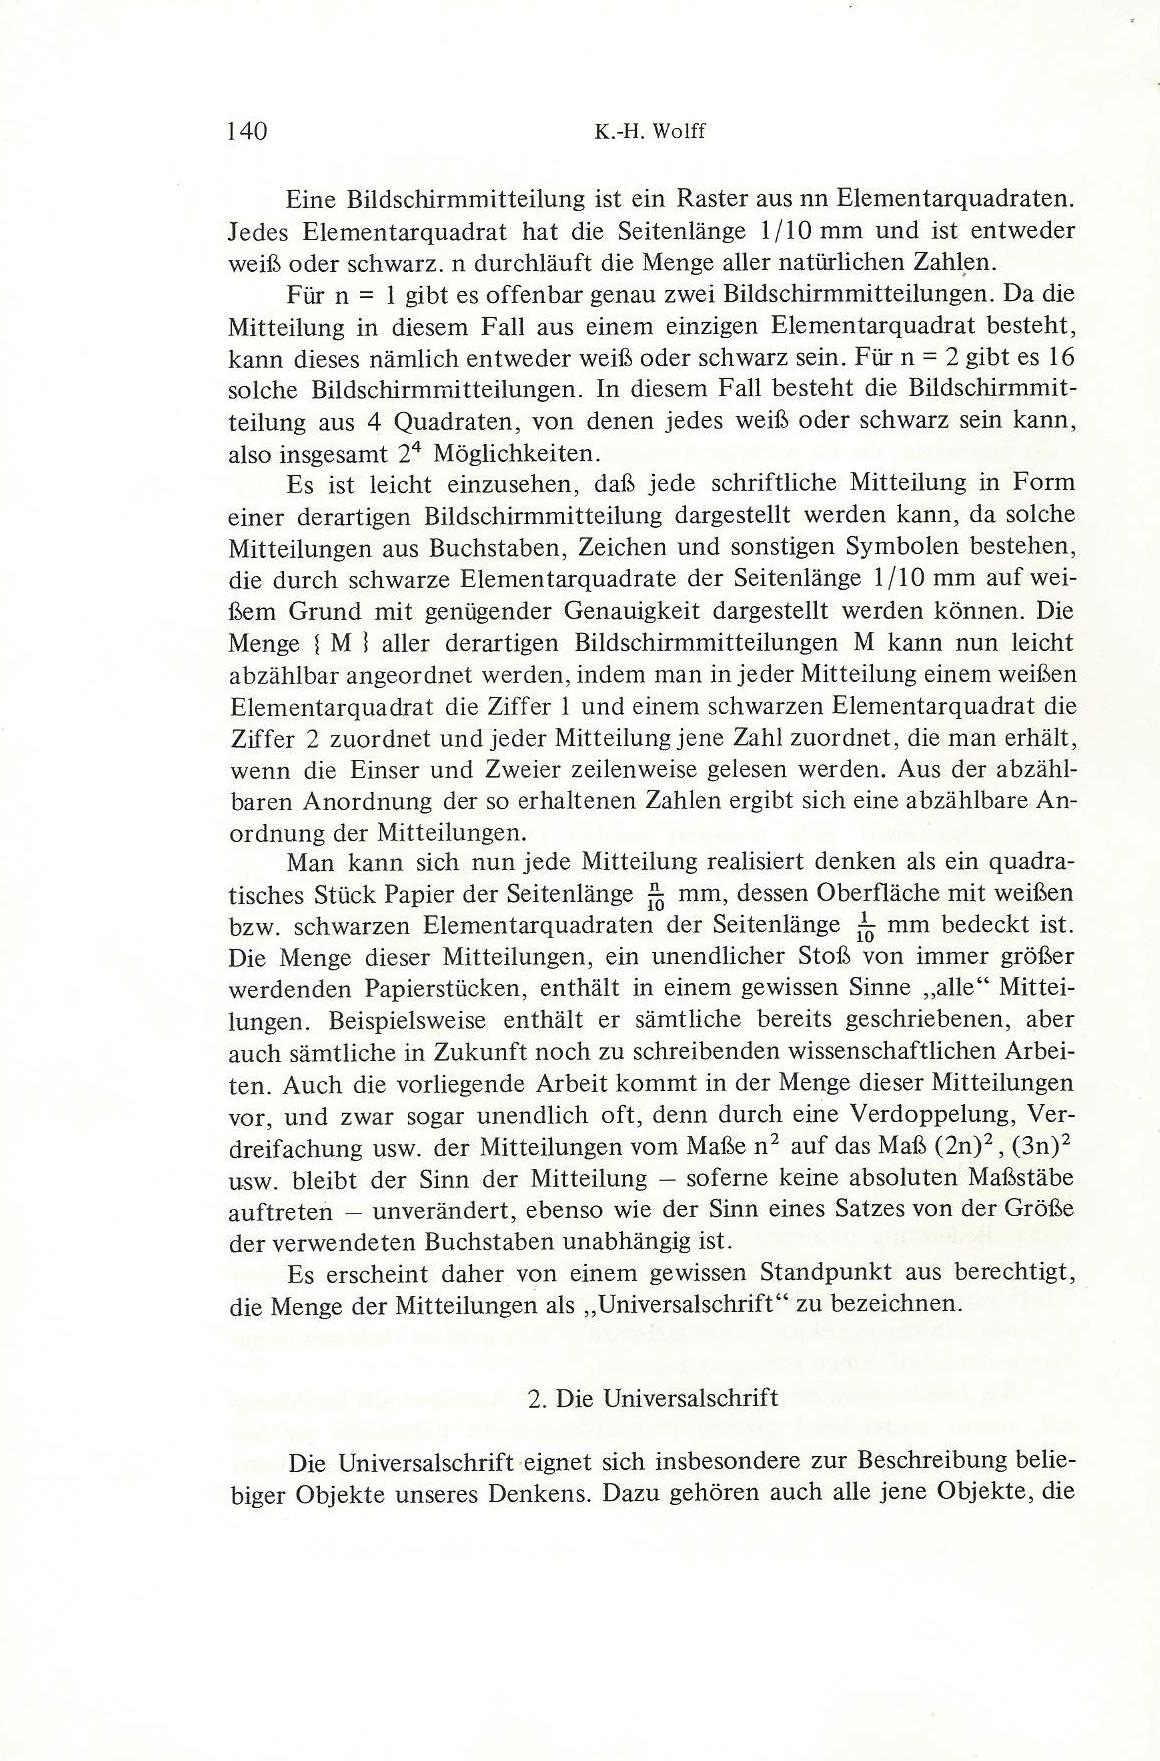 140 K.-H. Wolff
Eine Bildschirmmitteilung ist ein Raster aus nn Elementarquadraten.
Jedes Elementarquadrat hat die Seitenlänge 1/10 mm und ist entweder
weiß oder schwarz. n durchläuft die Menge aller natürlichen Zahlen.
Für n = 1 gibt es offenbar genau zwei Bildschirmmitteilungen. Da die
Mitteilung in diesem Fall aus einem einzigen Elementarquadrat besteht,
kann dieses nämlich entweder weiß oder schwarz sein. Für n = 2 gibt es 16
solche Bildschirmmitteilungen. In diesem Fall besteht die Bildschirmmit-
teilung aus 4 Quadraten, von denen jedes weiß oder schwarz sein kann,
also insgesamt 2⁴ Möglichkeiten.
Es ist leicht einzusehen, daß jede schriftliche Mitteilung in Form
einer derartigen Bildschirmmitteilung dargestellt werden kann, da solche
Mitteilungen aus Buchstaben, Zeichen und sonstigen Symbolen bestehen,
die durch schwarze Elementarquadrate der Seitenlänge 1/10 mm auf wei-
ßem Grund mit genügender Genauigkeit dargestellt werden können. Die
Menge { M } aller derartigen Bildschirmmitteilungen M kann nun leicht
abzählbar angeordnet werden, indem man in jeder Mitteilung einem weißen
Elementarquadrat die Ziffer 1 und einem schwarzen Elementarquadrat die
Ziffer 2 zuordnet und jeder Mitteilung jene Zahl zuordnet, die man erhält,
wenn die Einser und Zweier zeilenweise gelesen werden. Aus der abzähl-
baren Anordnung der so erhaltenen Zahlen ergibt sich eine abzählbare An-
ordnung der Mitteilungen.
Man kann sich nun jede Mitteilung realisiert denken als ein quadra-
tisches Stück Papier der Seitenlänge n/10 mm, dessen Oberfläche mit weißen
bzw. schwarzen Elementarquadraten der Seitenlänge 1/10 mm bedeckt ist.
Die Menge dieser Mitteilungen, ein unendlicher Stoß von immer größer
werdenden Papierstücken, enthält in einem gewissen Sinne „alle“ Mittei-
lungen. Beispielsweise enthält er sämtliche bereits geschriebenen, aber
auch sämtliche in Zukunft noch zu schreibenden wissenschaftlichen Arbei-
ten. Auch die vorliegende Arbeit kommt in der Menge dieser Mitteilungen
vor, und zwar sogar unendlich oft, denn durch eine Verdoppelung, Ver-
dreifachung usw. der Mitteilungen vom Maße n² auf das Maß (2n)², (3n)²
usw. bleibt der Sinn der Mitteilung – soferne keine absoluten Maßstäbe
auftreten – unverändert, ebenso wie der Sinn eines Satzes von der Größe
der verwendeten Buchstaben unabhängig ist.
Es erscheint daher von einem gewissen Standpunkt aus berechtigt,
die Menge der Mitteilungen als „Universalschrift“ zu bezeichnen.
2. Die Universalschrift
Die Universalschrift eignet sich insbesondere zur Beschreibung belie-
biger Objekte unseres Denkens. Dazu gehören auch alle jene Objekte, die